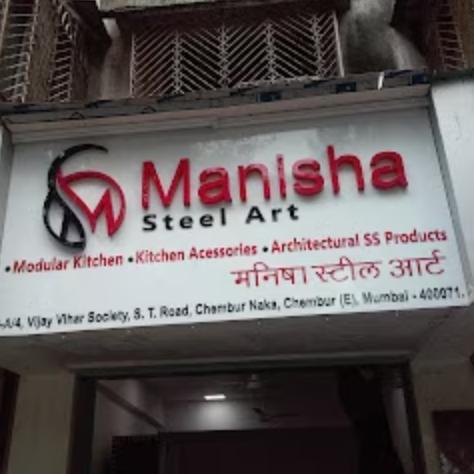 Manisha
Steel Art
•Modular Kitchen •Kitchen Acessories •Architectural SS Products
मनिषा स्टील आर्ट
A/4, Vijay Vihar Society, S. T. Road, Chembur Naka, Chembur (E), Mumbai - 400071.